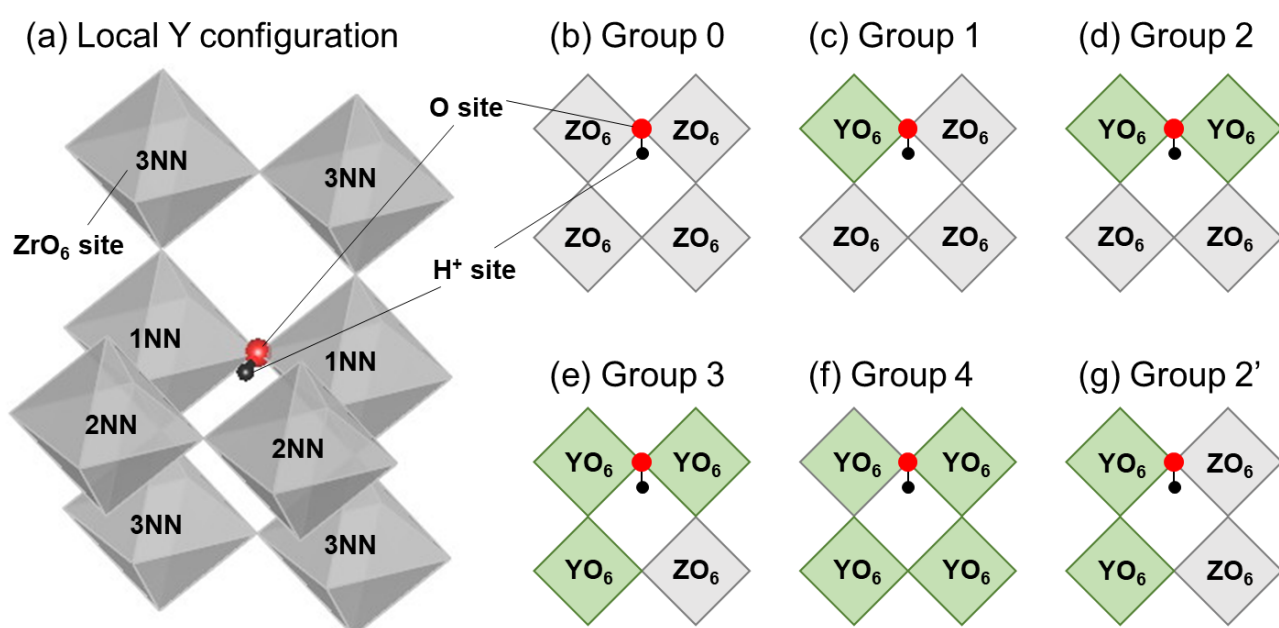 (a) Local Y configuration
3NN
3NN
ZrO₆ site
1NN
1NN
2NN
2NN
3NN
3NN
O site
H⁺ site
(b) Group 0
ZO₆ ZO₆
ZO₆ ZO₆
(c) Group 1
YO₆ ZO₆
ZO₆ ZO₆
(d) Group 2
YO₆ YO₆
ZO₆ ZO₆
(e) Group 3
YO₆ YO₆
YO₆ ZO₆
(f) Group 4
YO₆ YO₆
YO₆ YO₆
(g) Group 2’
YO₆ ZO₆
YO₆ ZO₆